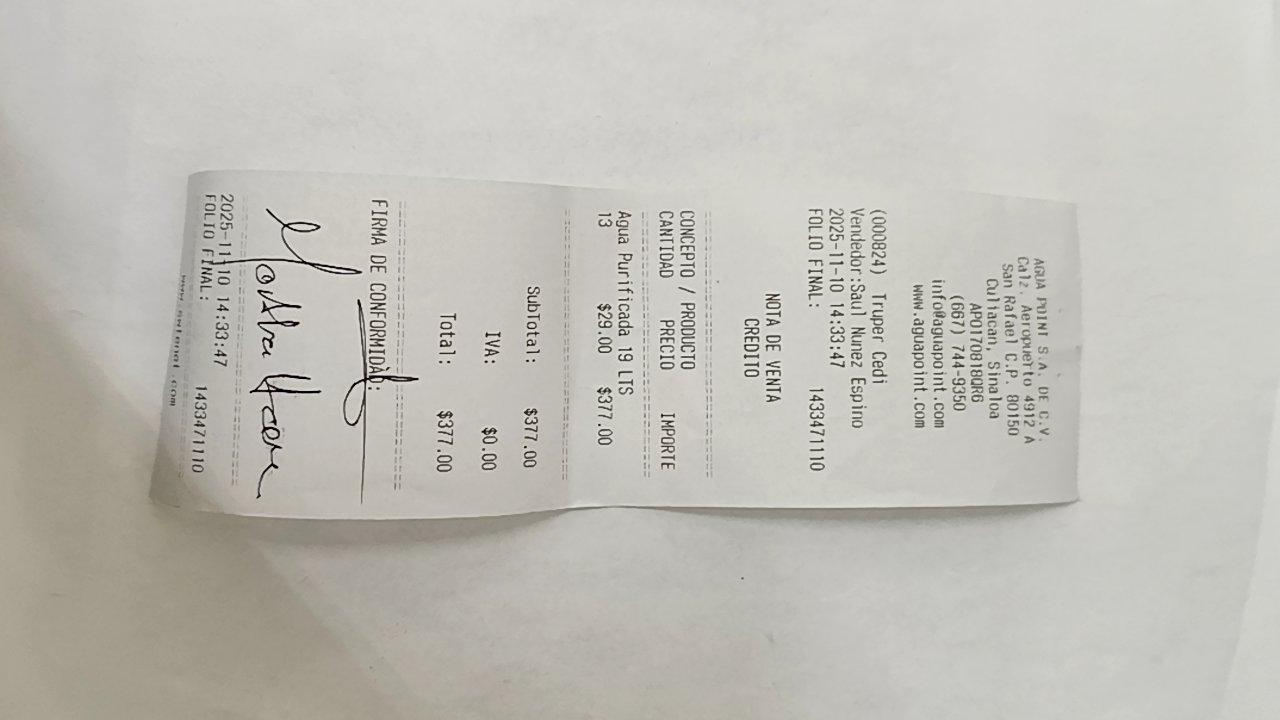 AGUA POINT S.A. DE C.V.
Calz. Aeropuerto 4912 A
San Rafael C.P. 80150
Culiacan, Sinaloa
APO170818QR6
(667) 744-9350
info@aguapoint.com
www.aguapoint.com
(000824) Truper Cedi
Vendedor:Saul Nunez Espino
2025-11-10 14:33:47
FOLIO FINAL: 1433471110
NOTA DE VENTA
CREDITO
CONCEPTO / PRODUCTO
CANTIDAD PRECIO IMPORTE
Agua Purificada 19 LTS
13 $29.00 $377.00
SubTotal: $377.00
IVA: $0.00
Total: $377.00
FIRMA DE CONFORMIDAD:
2025-11-10 14:33:47
FOLIO FINAL: 1433471110